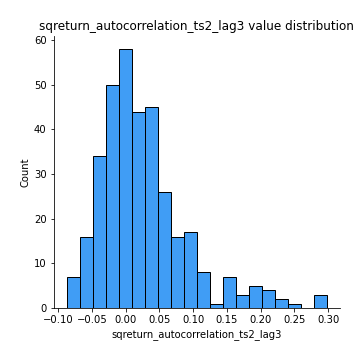 sqreturn_autocorrelation_ts2_lag3 value distribution
60
50
40
30
20
10
0
Count
−0.10 −0.05 0.00 0.05 0.10 0.15 0.20 0.25 0.30
sqreturn_autocorrelation_ts2_lag3